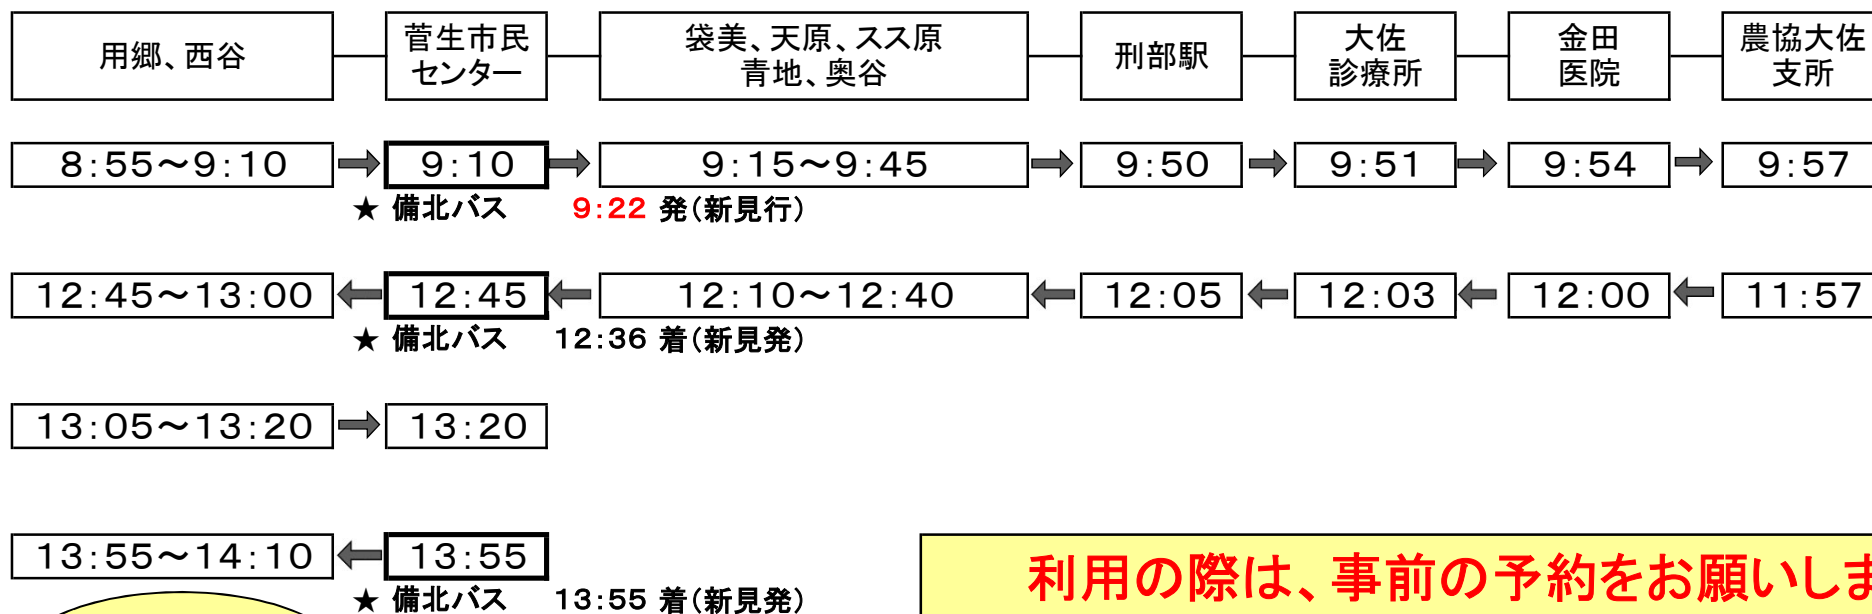 用郷、西谷
菅生市民
センター
袋美、天原、スス原
青地、奥谷
刑部駅
大佐
診療所
金田
医院
農協大佐
支所
8:55～9:10
9:10
9:15～9:45
9:50
9:51
9:54
9:57
★ 備北バス 9:22 発(新見行)
12:45～13:00
12:45
12:10～12:40
12:05
12:03
12:00
11:57
★ 備北バス 12:36 着(新見発)
13:05～13:20
13:20
13:55～14:10
13:55
★ 備北バス 13:55 着(新見発)
利用の際は、事前の予約をお願いしま